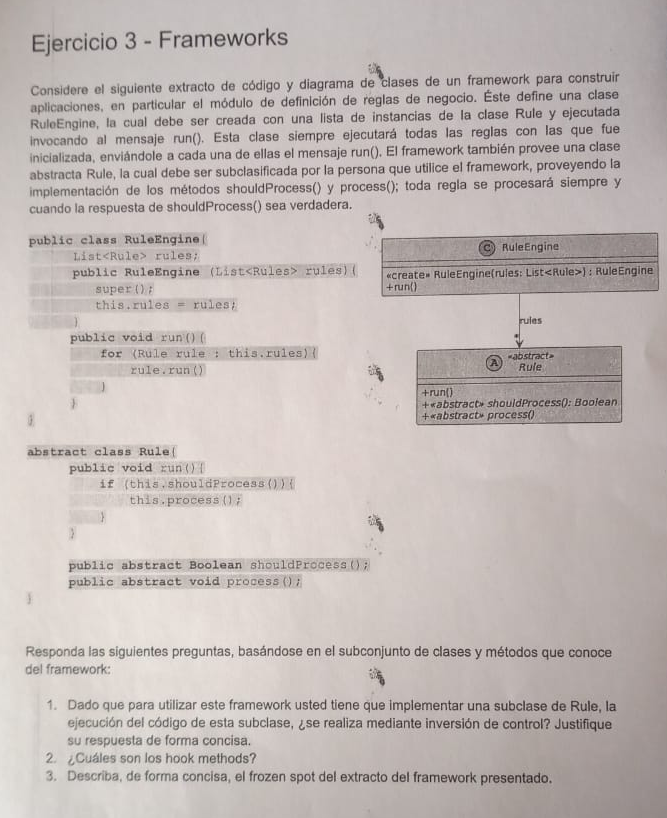 Ejercicio 3 - Frameworks
Considere el siguiente extracto de código y diagrama de clases de un framework para construir
aplicaciones, en particular el módulo de definición de reglas de negocio. Éste define una clase
RuleEngine, la cual debe ser creada con una lista de instancias de la clase Rule y ejecutada
invocando al mensaje run(). Esta clase siempre ejecutará todas las reglas con las que fue
inicializada, enviándole a cada una de ellas el mensaje run(). El framework también provee una clase
abstracta Rule, la cual debe ser subclasificada por la persona que utilice el framework, proveyendo la
implementación de los métodos shouldProcess() y process(); toda regla se procesará siempre y
cuando la respuesta de shouldProcess() sea verdadera.
public class RuleEngine{
List<Rule> rules;
public RuleEngine (List<Rules> rules){
super();
this.rules = rules;
}
public void run(){
for (Rule rule : this.rules){
rule.run()
}
}
}
abstract class Rule{
public void run(){
if (this.shouldProcess()){
this.process();
}
}
public abstract Boolean shouldProcess();
public abstract void process();
}
C RuleEngine
«create» RuleEngine(rules: List<Rule>) : RuleEngine
+run()
rules
*
A «abstract»
Rule
+run()
+«abstract» shouldProcess(): Boolean
+«abstract» process()
Responda las siguientes preguntas, basándose en el subconjunto de clases y métodos que conoce
del framework:
1. Dado que para utilizar este framework usted tiene que implementar una subclase de Rule, la
ejecución del código de esta subclase, ¿se realiza mediante inversión de control? Justifique
su respuesta de forma concisa.
2. ¿Cuáles son los hook methods?
3. Describa, de forma concisa, el frozen spot del extracto del framework presentado.